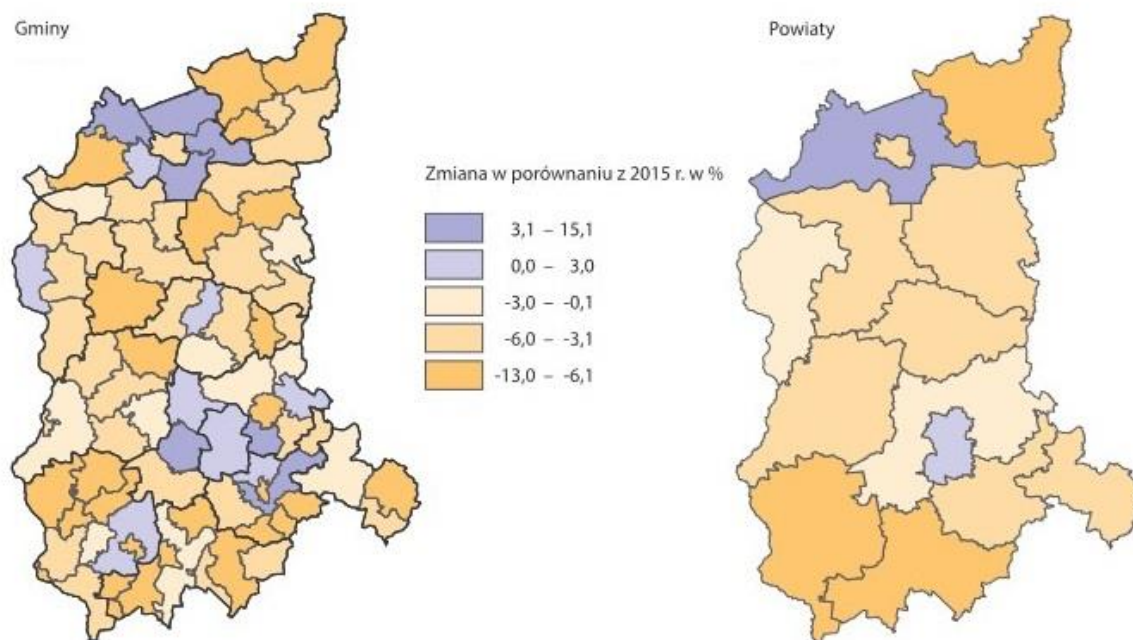 Gminy
Powiaty
Zmiana w porównaniu z 2015 r. w %
3,1 – 15,1
0,0 – 3,0
-3,0 – -0,1
-6,0 – -3,1
-13,0 – -6,1